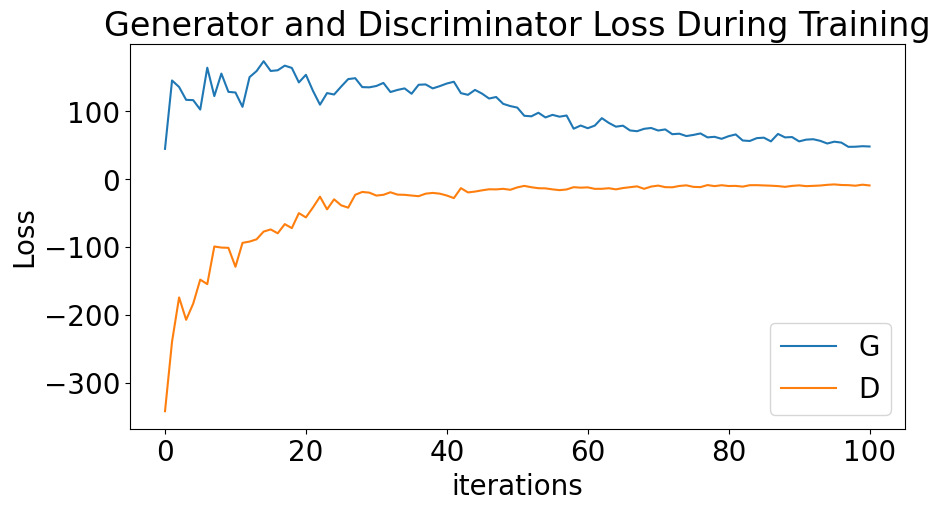 Generator and Discriminator Loss During Training
Loss
100
0
−100
−200
−300
G
D
0 20 40 60 80 100
iterations